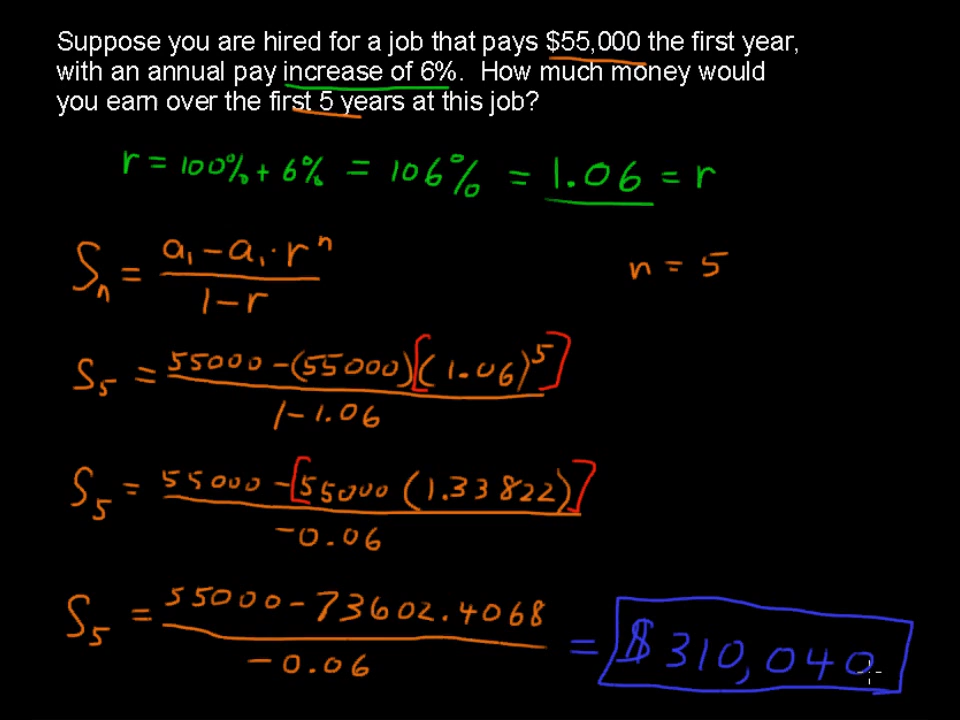 Suppose you are hired for a job that pays $55,000 the first year,
with an annual pay increase of 6%. How much money would
you earn over the first 5 years at this job?
r = 100% + 6% = 106% = 1.06 = r
Sₙ = (a₁ − a₁ · rⁿ) / (1 − r)
n = 5
S₅ = (55000 − (55000)[(1.06)⁵]) / (1 − 1.06)
S₅ = (55000 − [55000 (1.33822)]) / (−0.06)
S₅ = (55000 − 73602.4068) / (−0.06) = $310,040